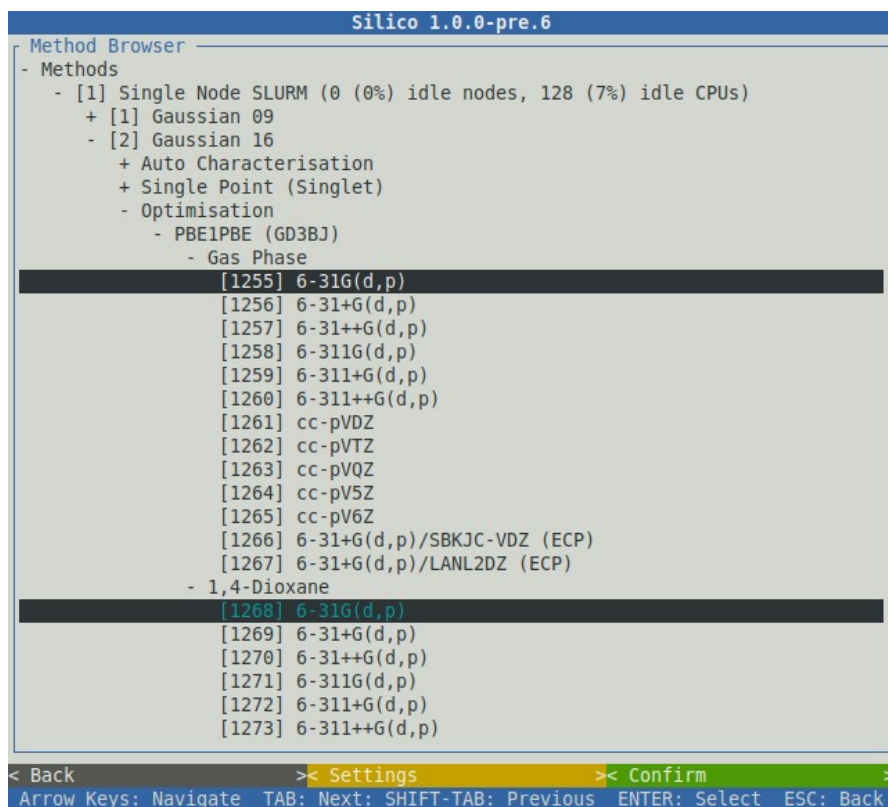 Silico 1.0.0-pre.6
Method Browser
- Methods
- [1] Single Node SLURM (0 (0%) idle nodes, 128 (7%) idle CPUs)
+ [1] Gaussian 09
- [2] Gaussian 16
+ Auto Characterisation
+ Single Point (Singlet)
- Optimisation
- PBE1PBE (GD3BJ)
- Gas Phase
[1255] 6-31G(d,p)
[1256] 6-31+G(d,p)
[1257] 6-31++G(d,p)
[1258] 6-311G(d,p)
[1259] 6-311+G(d,p)
[1260] 6-311++G(d,p)
[1261] cc-pVDZ
[1262] cc-pVTZ
[1263] cc-pVQZ
[1264] cc-pV5Z
[1265] cc-pV6Z
[1266] 6-31+G(d,p)/SBKJC-VDZ (ECP)
[1267] 6-31+G(d,p)/LANL2DZ (ECP)
- 1,4-Dioxane
[1268] 6-31G(d,p)
[1269] 6-31+G(d,p)
[1270] 6-31++G(d,p)
[1271] 6-311G(d,p)
[1272] 6-311+G(d,p)
[1273] 6-311++G(d,p)
< Back >< Settings >< Confirm >
Arrow Keys: Navigate TAB: Next: SHIFT-TAB: Previous ENTER: Select ESC: Back